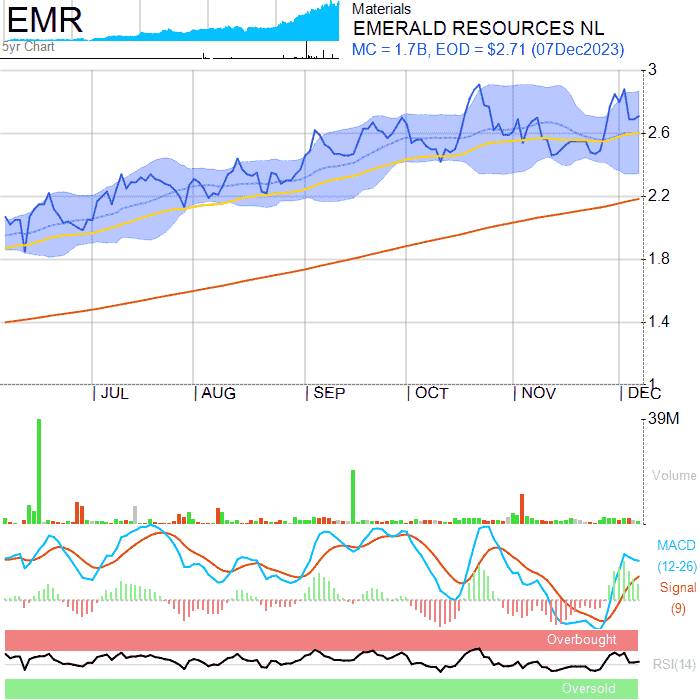 EMR
5yr Chart
Materials
EMERALD RESOURCES NL
MC = 1.7B, EOD = $2.71 (07Dec2023)
3
2.6
2.2
1.8
1.4
1
JUL AUG SEP OCT NOV DEC
39M
Volume
MACD
(12-26)
Signal
(9)
Overbought
RSI(14)
Oversold